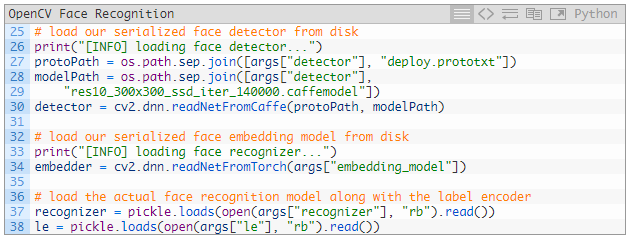 OpenCV Face Recognition Python
25 # load our serialized face detector from disk
26 print("[INFO] loading face detector...")
27 protoPath = os.path.sep.join([args["detector"], "deploy.prototxt"])
28 modelPath = os.path.sep.join([args["detector"],
29     "res10_300x300_ssd_iter_140000.caffemodel"])
30 detector = cv2.dnn.readNetFromCaffe(protoPath, modelPath)
31
32 # load our serialized face embedding model from disk
33 print("[INFO] loading face recognizer...")
34 embedder = cv2.dnn.readNetFromTorch(args["embedding_model"])
35
36 # load the actual face recognition model along with the label encoder
37 recognizer = pickle.loads(open(args["recognizer"], "rb").read())
38 le = pickle.loads(open(args["le"], "rb").read())